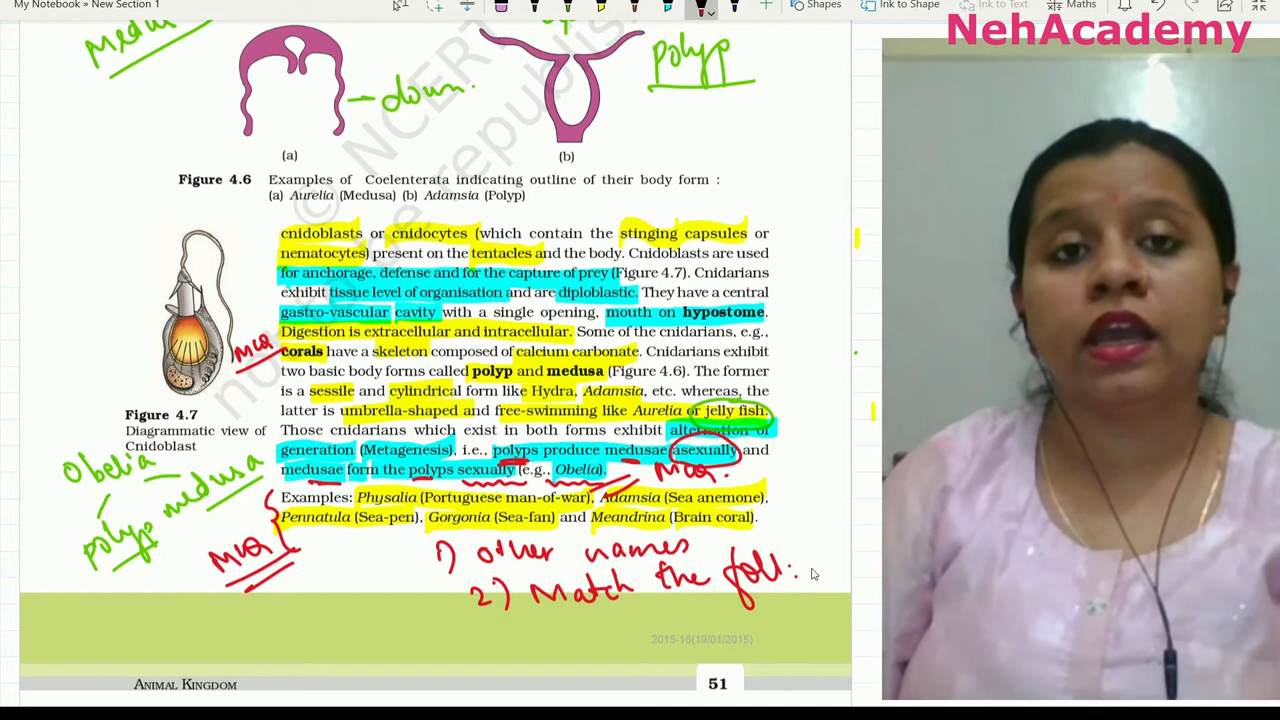 My Notebook » New Section 1
Shapes
Ink to Shape
Ink to Text
Maths
NehAcademy
polyp
down.
(a)
(b)
Figure 4.6 Examples of Coelenterata indicating outline of their body form :
(a) Aurelia (Medusa) (b) Adamsia (Polyp)
cnidoblasts or cnidocytes (which contain the stinging capsules or
nematocytes) present on the tentacles and the body. Cnidoblasts are used
for anchorage, defense and for the capture of prey (Figure 4.7). Cnidarians
exhibit tissue level of organisation and are diploblastic. They have a central
gastro-vascular cavity with a single opening, mouth on hypostome.
Digestion is extracellular and intracellular. Some of the cnidarians, e.g.,
corals have a skeleton composed of calcium carbonate. Cnidarians exhibit
two basic body forms called polyp and medusa (Figure 4.6). The former
is a sessile and cylindrical form like Hydra, Adamsia, etc. whereas, the
latter is umbrella-shaped and free-swimming like Aurelia or jelly fish.
Those cnidarians which exist in both forms exhibit alternation of
generation (Metagenesis), i.e., polyps produce medusae asexually and
medusae form the polyps sexually (e.g., Obelia).
Examples: Physalia (Portuguese man-of-war), Adamsia (Sea anemone),
Pennatula (Sea-pen), Gorgonia (Sea-fan) and Meandrina (Brain coral).
MCQ
Figure 4.7
Diagrammatic view of
Cnidoblast
Obelia
polyp medusa
MCQ.
MCQ
1) other names
2) Match the foll:
2015-16(19/01/2015)
ANIMAL KINGDOM 51